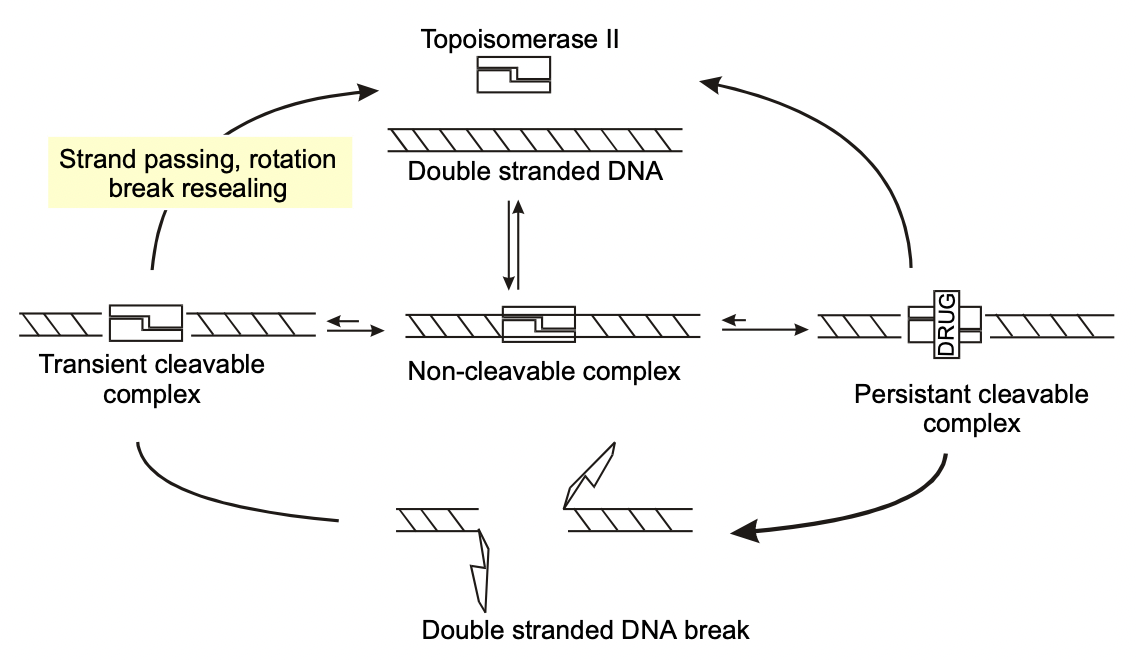 Topoisomerase II
Strand passing, rotation
break resealing
Double stranded DNA
Transient cleavable
complex
Non-cleavable complex
DRUG
Persistant cleavable
complex
Double stranded DNA break